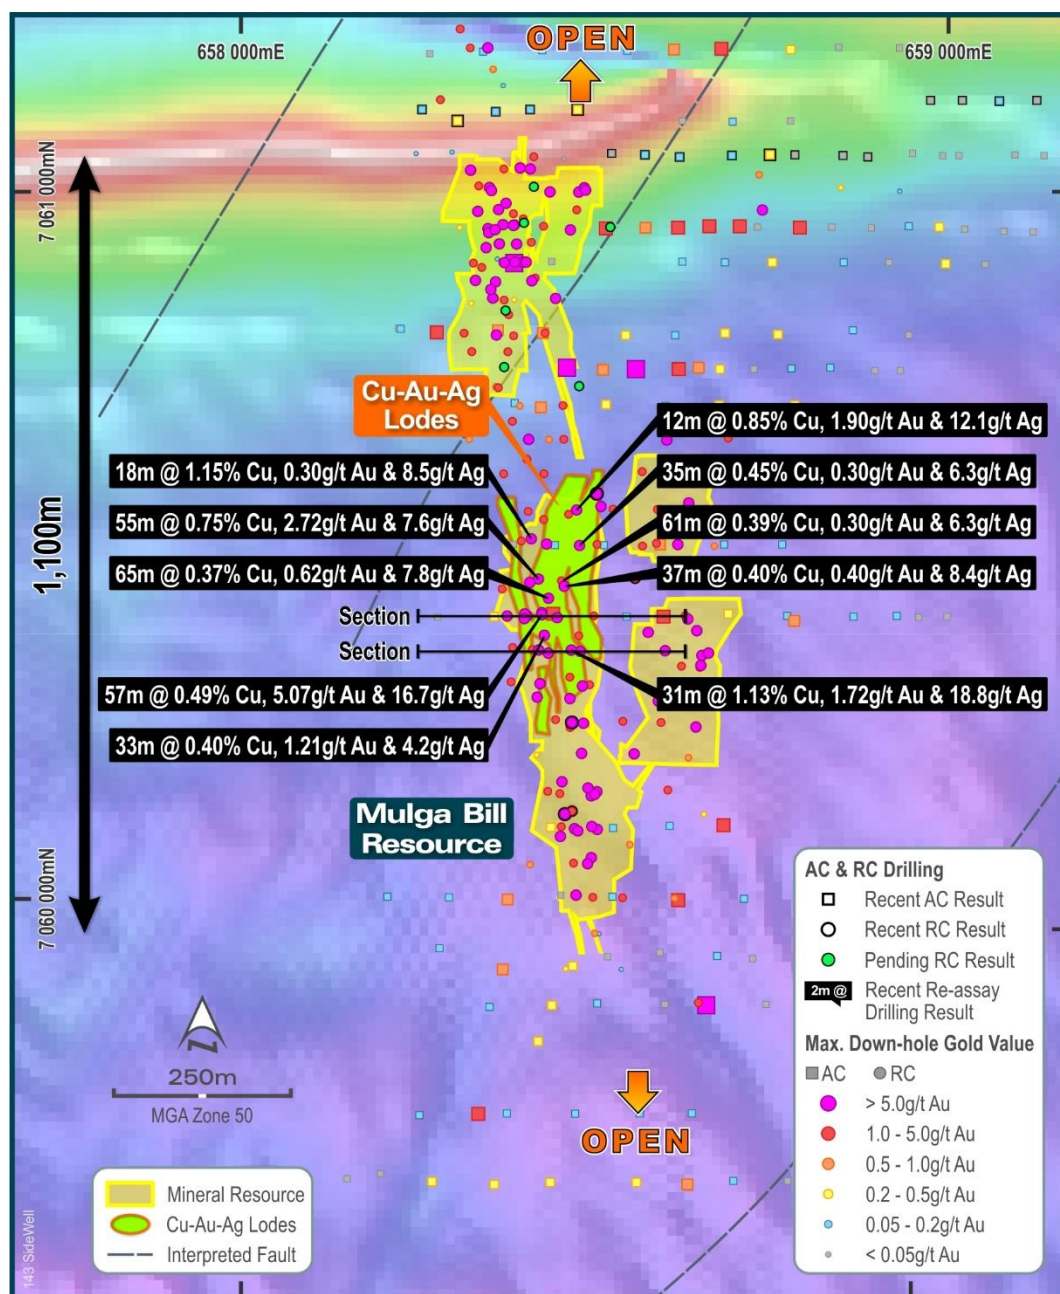 658 000mE
OPEN
659 000mE
7 061 000mN
Cu-Au-Ag
Lodes
12m @ 0.85% Cu, 1.90g/t Au & 12.1g/t Ag
18m @ 1.15% Cu, 0.30g/t Au & 8.5g/t Ag
35m @ 0.45% Cu, 0.30g/t Au & 6.3g/t Ag
55m @ 0.75% Cu, 2.72g/t Au & 7.6g/t Ag
61m @ 0.39% Cu, 0.30g/t Au & 6.3g/t Ag
65m @ 0.37% Cu, 0.62g/t Au & 7.8g/t Ag
37m @ 0.40% Cu, 0.40g/t Au & 8.4g/t Ag
1,100m
Section
Section
57m @ 0.49% Cu, 5.07g/t Au & 16.7g/t Ag
31m @ 1.13% Cu, 1.72g/t Au & 18.8g/t Ag
33m @ 0.40% Cu, 1.21g/t Au & 4.2g/t Ag
Mulga Bill
Resource
7 060 000mN
N
250m
MGA Zone 50
OPEN
Mineral Resource
Cu-Au-Ag Lodes
Interpreted Fault
143 SideWell
AC & RC Drilling
Recent AC Result
Recent RC Result
Pending RC Result
2m @ Recent Re-assay
Drilling Result
Max. Down-hole Gold Value
AC RC
> 5.0g/t Au
1.0 - 5.0g/t Au
0.5 - 1.0g/t Au
0.2 - 0.5g/t Au
0.05 - 0.2g/t Au
< 0.05g/t Au